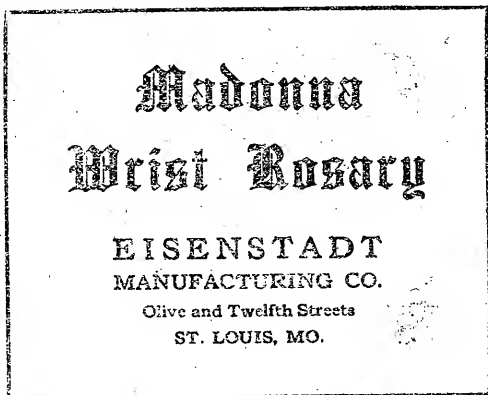 Madonna
Wrist Rosary
EISENSTADT
MANUFACTURING CO.
Olive and Twelfth Streets
ST. LOUIS, MO.